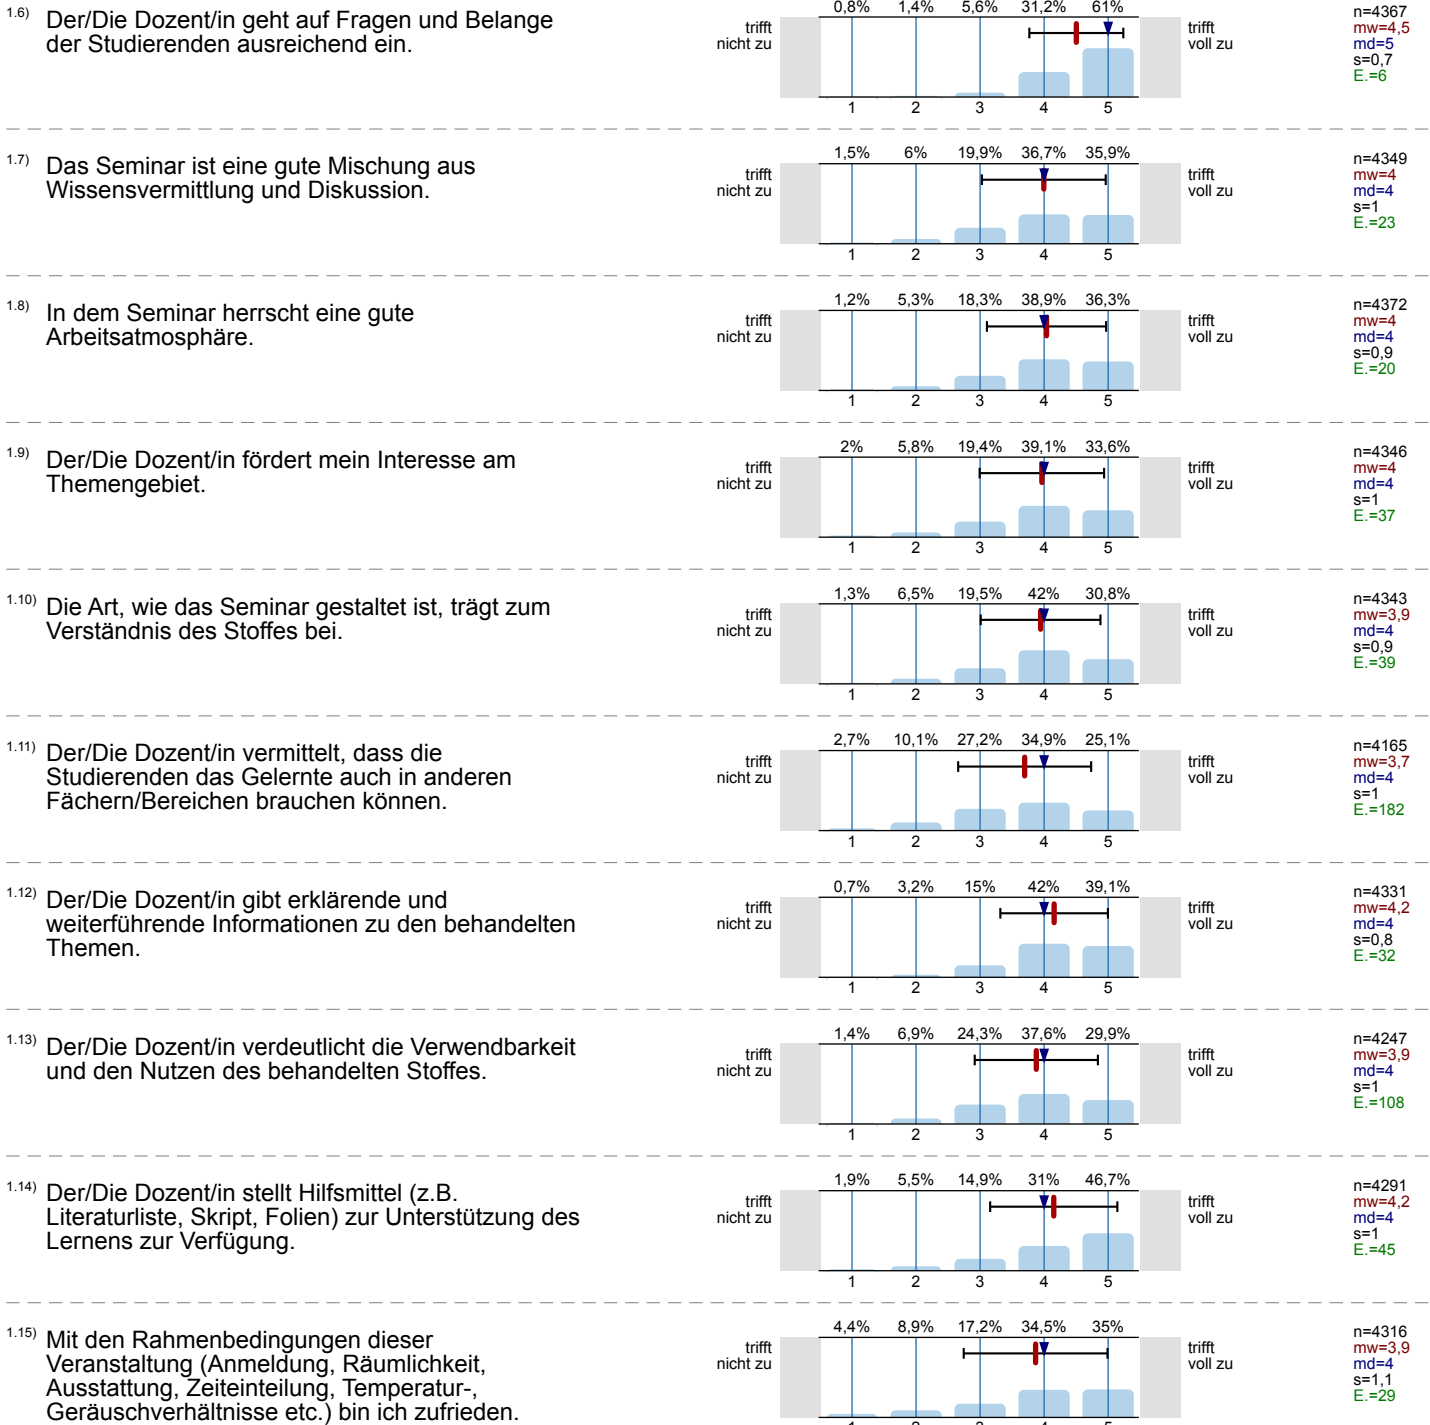 1.6) Der/Die Dozent/in geht auf Fragen und Belange
der Studierenden ausreichend ein.
trifft
nicht zu
0,8% 1,4% 5,6% 31,2% 61%
1 2 3 4 5
trifft
voll zu
n=4367
mw=4,5
md=5
s=0,7
E.=6
1.7) Das Seminar ist eine gute Mischung aus
Wissensvermittlung und Diskussion.
trifft
nicht zu
1,5% 6% 19,9% 36,7% 35,9%
1 2 3 4 5
trifft
voll zu
n=4349
mw=4
md=4
s=1
E.=23
1.8) In dem Seminar herrscht eine gute
Arbeitsatmosphäre.
trifft
nicht zu
1,2% 5,3% 18,3% 38,9% 36,3%
1 2 3 4 5
trifft
voll zu
n=4372
mw=4
md=4
s=0,9
E.=20
1.9) Der/Die Dozent/in fördert mein Interesse am
Themengebiet.
trifft
nicht zu
2% 5,8% 19,4% 39,1% 33,6%
1 2 3 4 5
trifft
voll zu
n=4346
mw=4
md=4
s=1
E.=37
1.10) Die Art, wie das Seminar gestaltet ist, trägt zum
Verständnis des Stoffes bei.
trifft
nicht zu
1,3% 6,5% 19,5% 42% 30,8%
1 2 3 4 5
trifft
voll zu
n=4343
mw=3,9
md=4
s=0,9
E.=39
1.11) Der/Die Dozent/in vermittelt, dass die
Studierenden das Gelernte auch in anderen
Fächern/Bereichen brauchen können.
trifft
nicht zu
2,7% 10,1% 27,2% 34,9% 25,1%
1 2 3 4 5
trifft
voll zu
n=4165
mw=3,7
md=4
s=1
E.=182
1.12) Der/Die Dozent/in gibt erklärende und
weiterführende Informationen zu den behandelten
Themen.
trifft
nicht zu
0,7% 3,2% 15% 42% 39,1%
1 2 3 4 5
trifft
voll zu
n=4331
mw=4,2
md=4
s=0,8
E.=32
1.13) Der/Die Dozent/in verdeutlicht die Verwendbarkeit
und den Nutzen des behandelten Stoffes.
trifft
nicht zu
1,4% 6,9% 24,3% 37,6% 29,9%
1 2 3 4 5
trifft
voll zu
n=4247
mw=3,9
md=4
s=1
E.=108
1.14) Der/Die Dozent/in stellt Hilfsmittel (z.B.
Literaturliste, Skript, Folien) zur Unterstützung des
Lernens zur Verfügung.
trifft
nicht zu
1,9% 5,5% 14,9% 31% 46,7%
1 2 3 4 5
trifft
voll zu
n=4291
mw=4,2
md=4
s=1
E.=45
1.15) Mit den Rahmenbedingungen dieser
Veranstaltung (Anmeldung, Räumlichkeit,
Ausstattung, Zeiteinteilung, Temperatur-,
Geräuschverhältnisse etc.) bin ich zufrieden.
trifft
nicht zu
4,4% 8,9% 17,2% 34,5% 35%
trifft
voll zu
n=4316
mw=3,9
md=4
s=1,1
E.=29